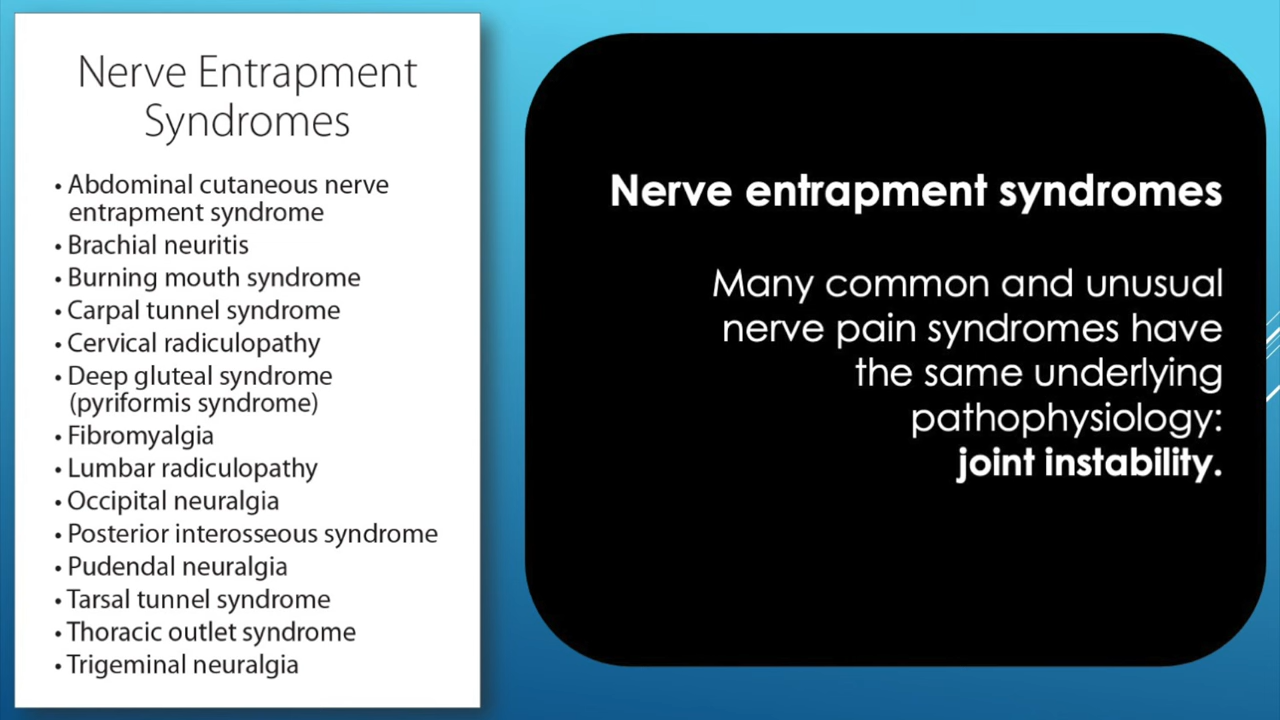 Nerve Entrapment
Syndromes
• Abdominal cutaneous nerve
entrapment syndrome
• Brachial neuritis
• Burning mouth syndrome
• Carpal tunnel syndrome
• Cervical radiculopathy
• Deep gluteal syndrome
(pyriformis syndrome)
• Fibromyalgia
• Lumbar radiculopathy
• Occipital neuralgia
• Posterior interosseous syndrome
• Pudendal neuralgia
• Tarsal tunnel syndrome
• Thoracic outlet syndrome
• Trigeminal neuralgia
Nerve entrapment syndromes
Many common and unusual
nerve pain syndromes have
the same underlying
pathophysiology:
joint instability.